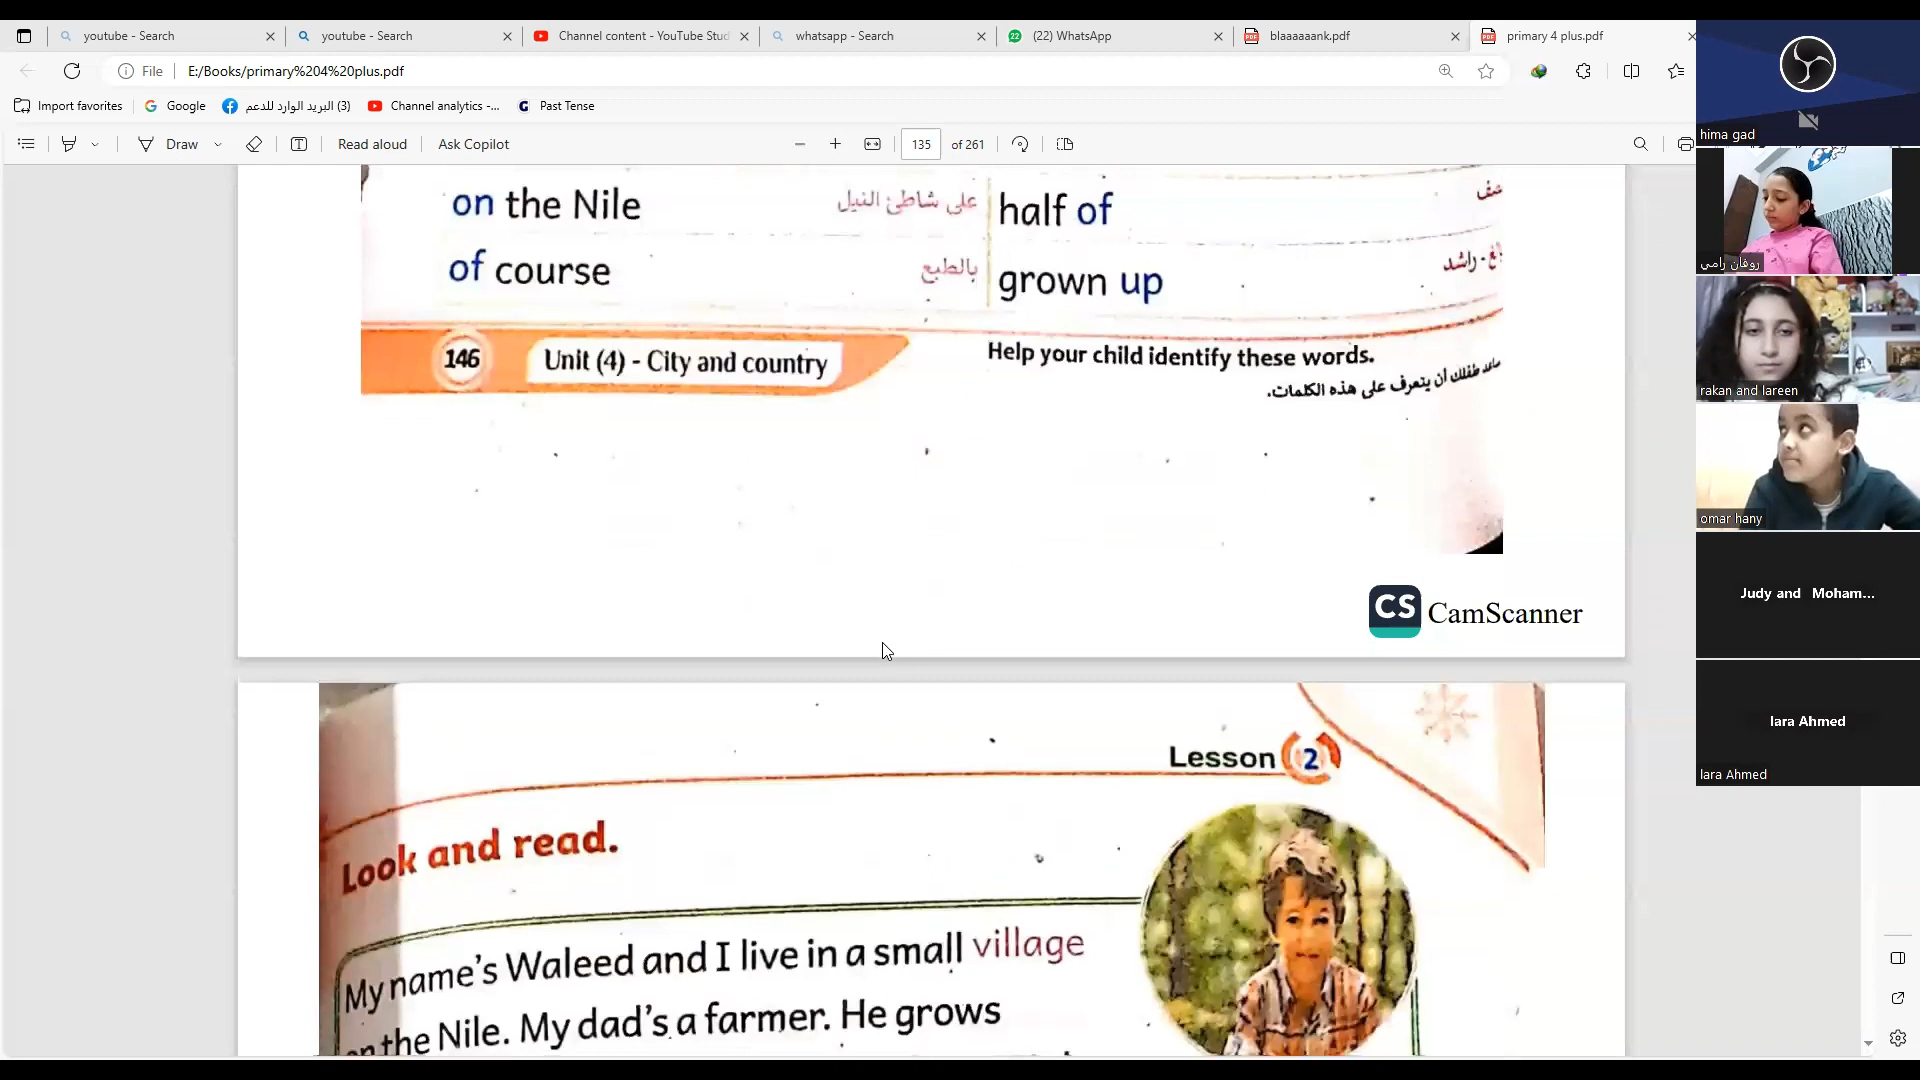 youtube - Search
youtube - Search
Channel content - YouTube Stud
whatsapp - Search
(22) WhatsApp
blaaaaaank.pdf
primary 4 plus.pdf
File
E:/Books/primary%204%20plus.pdf
Import favorites
Google
(3) البريد الوارد للدعم
Channel analytics -...
Past Tense
Draw
Read aloud
Ask Copilot
135
of 261
on the Nile
على شاطئ النيل
half of
of course
بالطبع
grown up
راشد
146
Unit (4) - City and country
Help your child identify these words.
ساعد طفلك أن يتعرف على هذه الكلمات.
CS CamScanner
Lesson 2
Look and read.
My name's Waleed and I live in a small village
on the Nile. My dad's a farmer. He grows
hima gad
روفان رامي
rakan and lareen
omar hany
Judy and Moham...
lara Ahmed
lara Ahmed